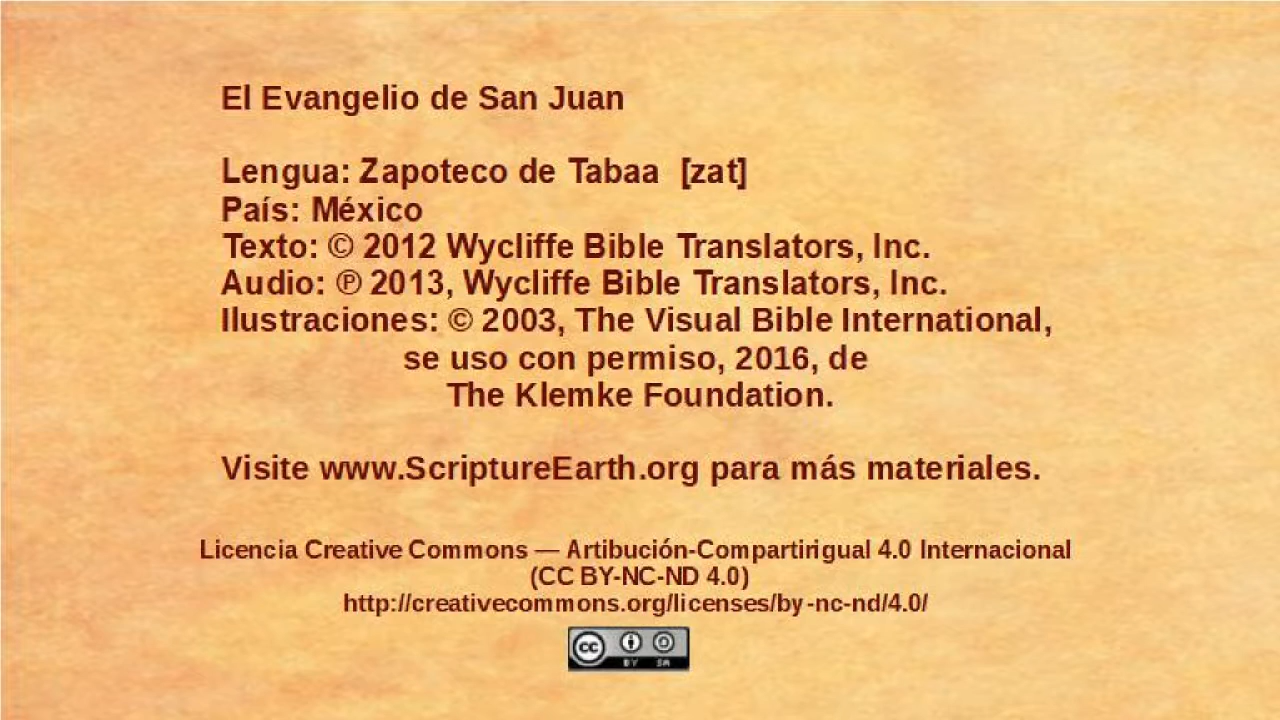 El Evangelio de San Juan
Lengua: Zapoteco de Tabaa [zat]
País: México
Texto: © 2012 Wycliffe Bible Translators, Inc.
Audio: ℗ 2013, Wycliffe Bible Translators, Inc.
Ilustraciones: © 2003, The Visual Bible International,
se uso con permiso, 2016, de
The Klemke Foundation.
Visite www.ScriptureEarth.org para más materiales.
Licencia Creative Commons — Artibución-Compartirigual 4.0 Internacional
(CC BY-NC-ND 4.0)
http://creativecommons.org/licenses/by-nc-nd/4.0/
cc BY SA